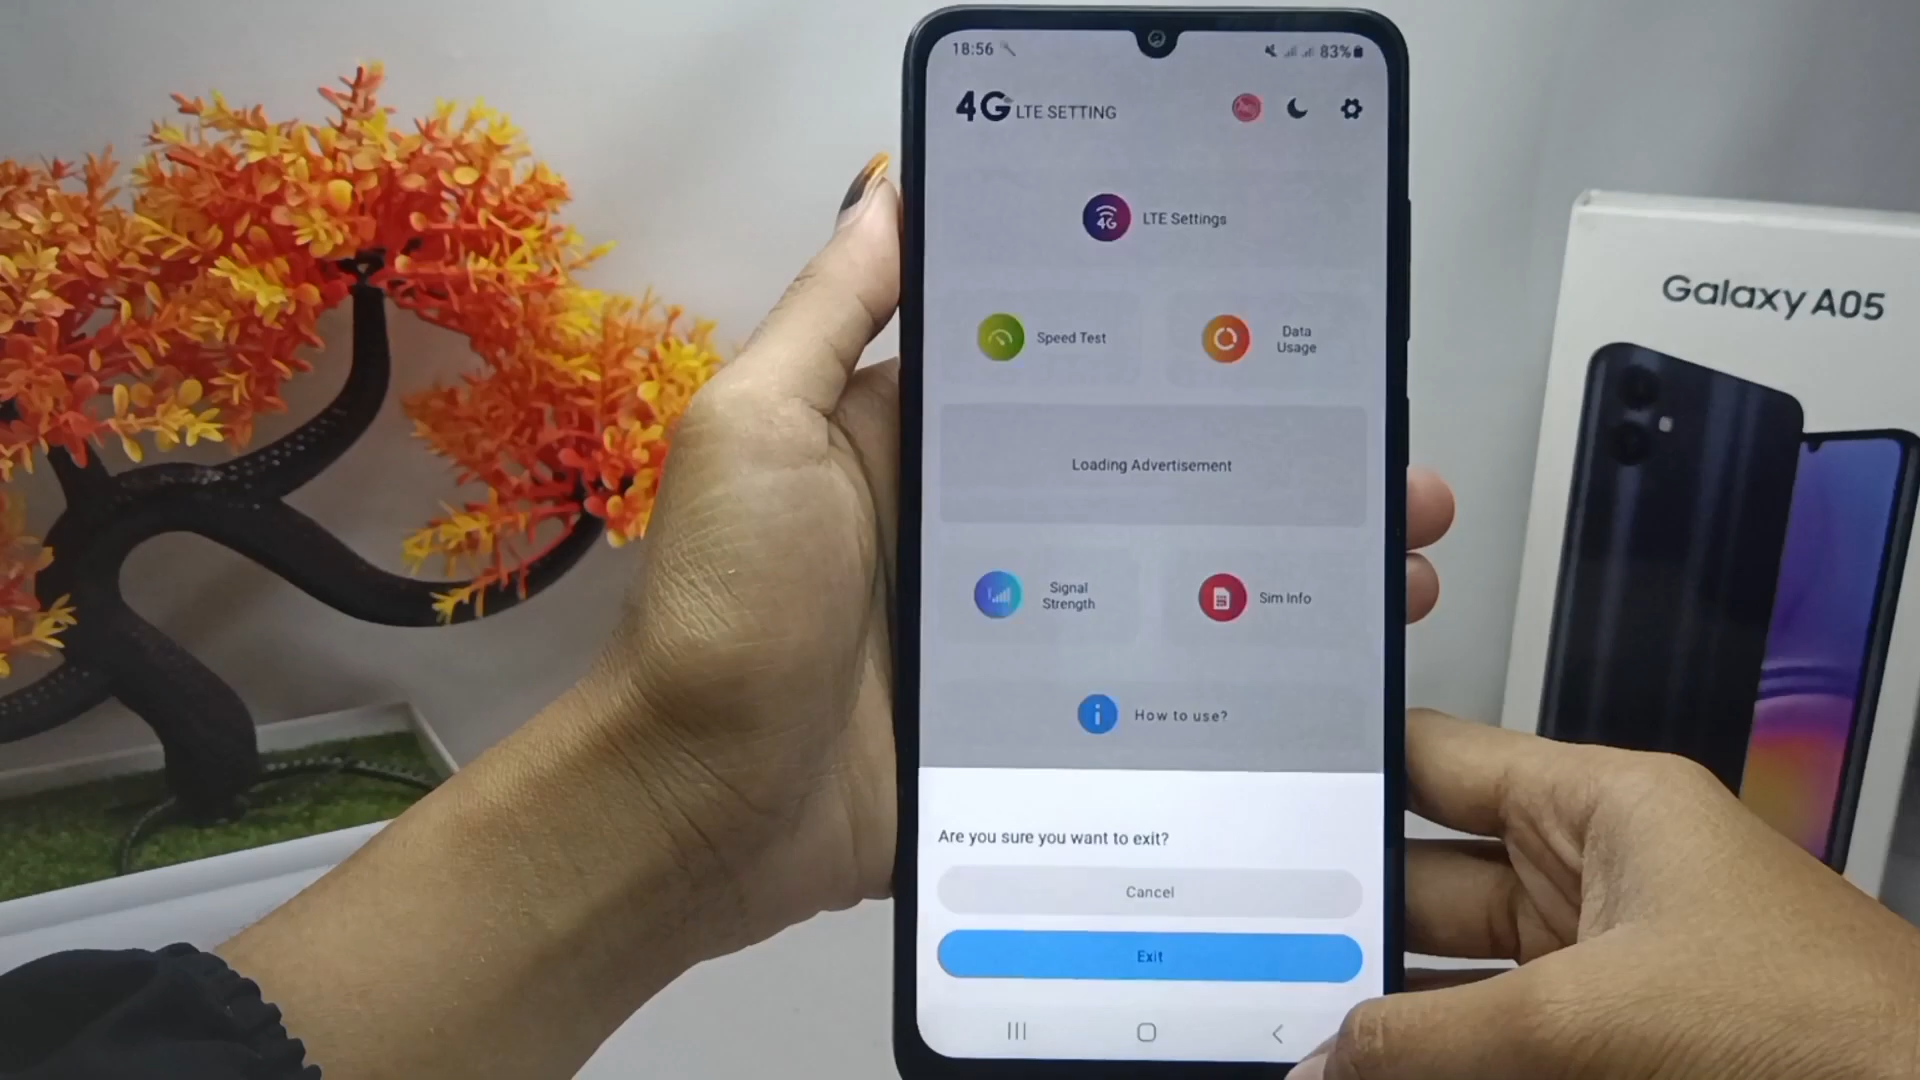 18:56
83%
4G LTE SETTING
4G LTE Settings
Speed Test
Data
Usage
Loading Advertisement
Signal
Strength
Sim Info
How to use?
Are you sure you want to exit?
Cancel
Exit
Galaxy A05